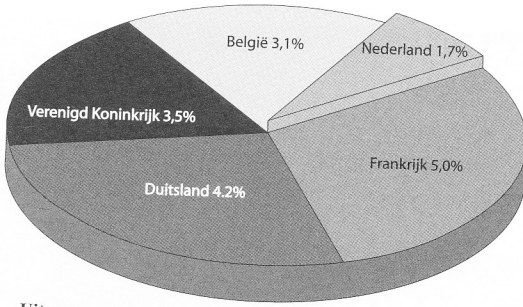 België 3,1%
Nederland 1,7%
Verenigd Koninkrijk 3,5%
Frankrijk 5,0%
Duitsland 4.2%